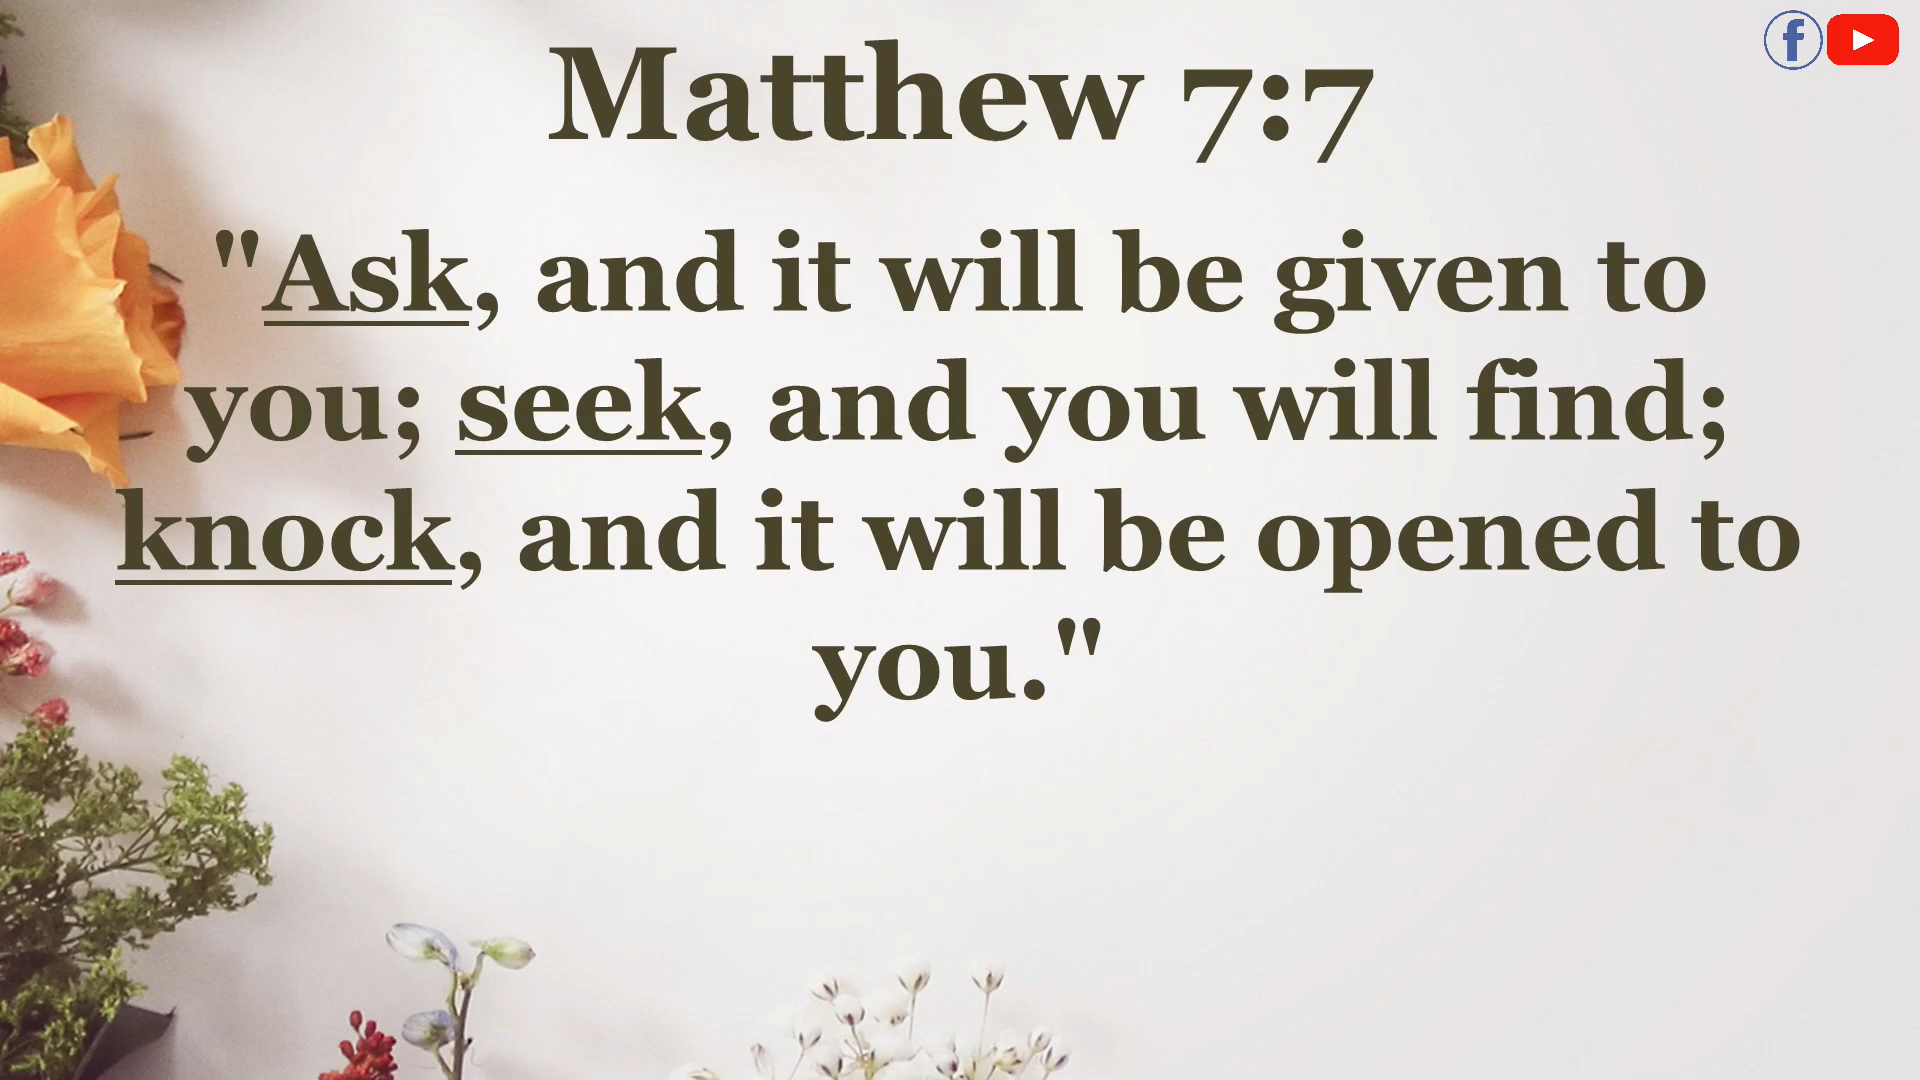 Matthew 7:7
"Ask, and it will be given to
you; seek, and you will find;
knock, and it will be opened to
you."